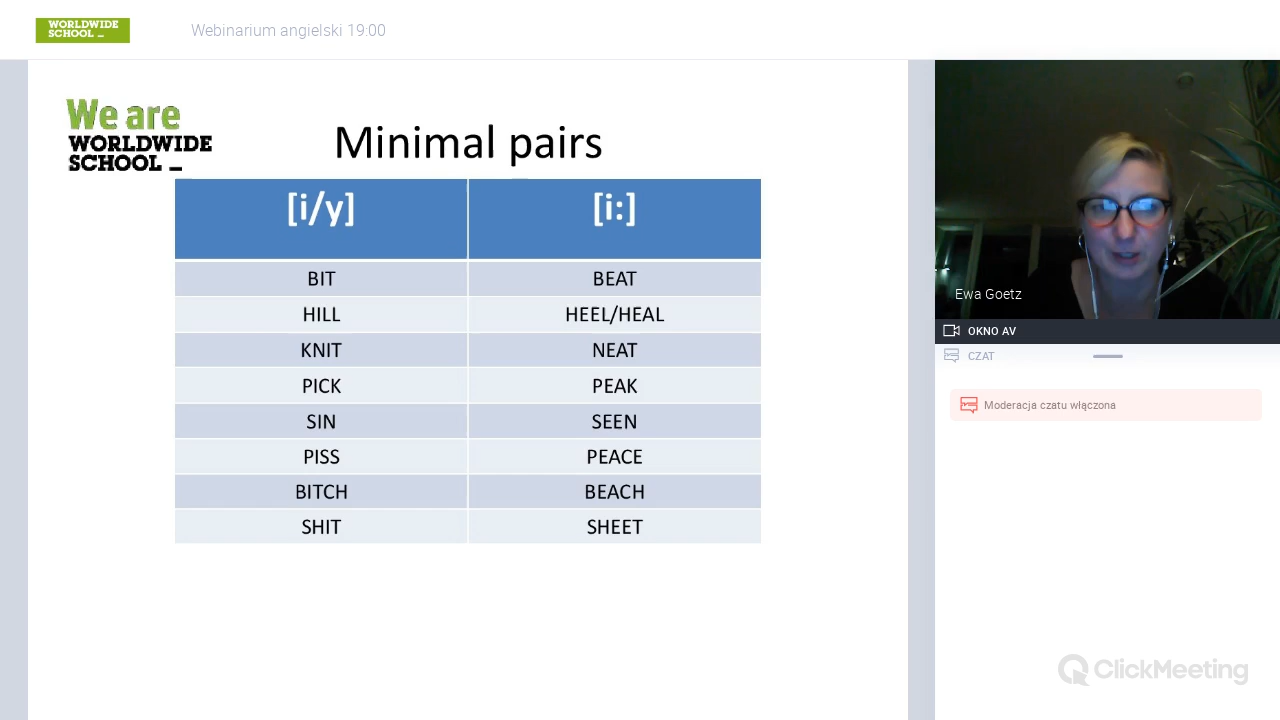 WORLDWIDE
SCHOOL _
Webinarium angielski 19:00
We are
WORLDWIDE
SCHOOL _
Minimal pairs
[i/y] [i:]
BIT BEAT
HILL HEEL/HEAL
KNIT NEAT
PICK PEAK
SIN SEEN
PISS PEACE
BITCH BEACH
SHIT SHEET
Ewa Goetz
OKNO AV
CZAT
Moderacja czatu włączona
ClickMeeting